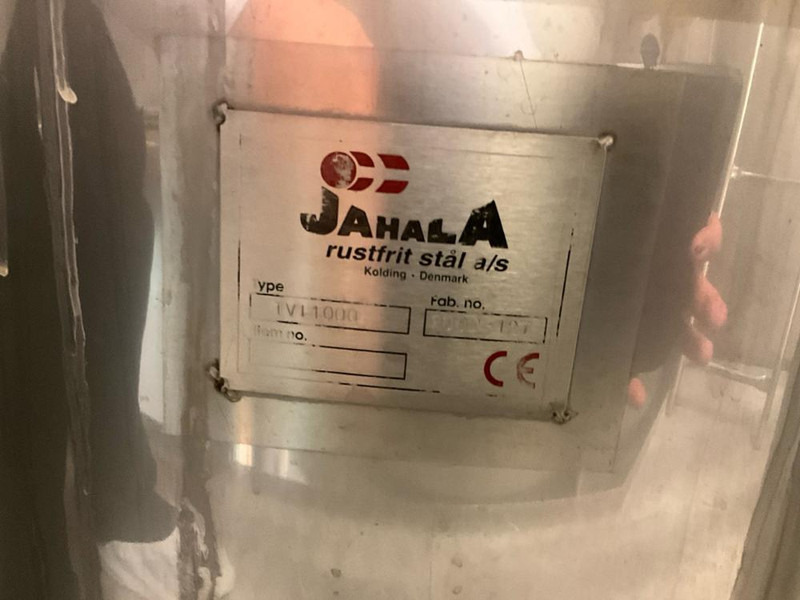 JAHALA
rustfrit stål a/s
Kolding · Denmark
Type
Fab. no.
Item no.
CE